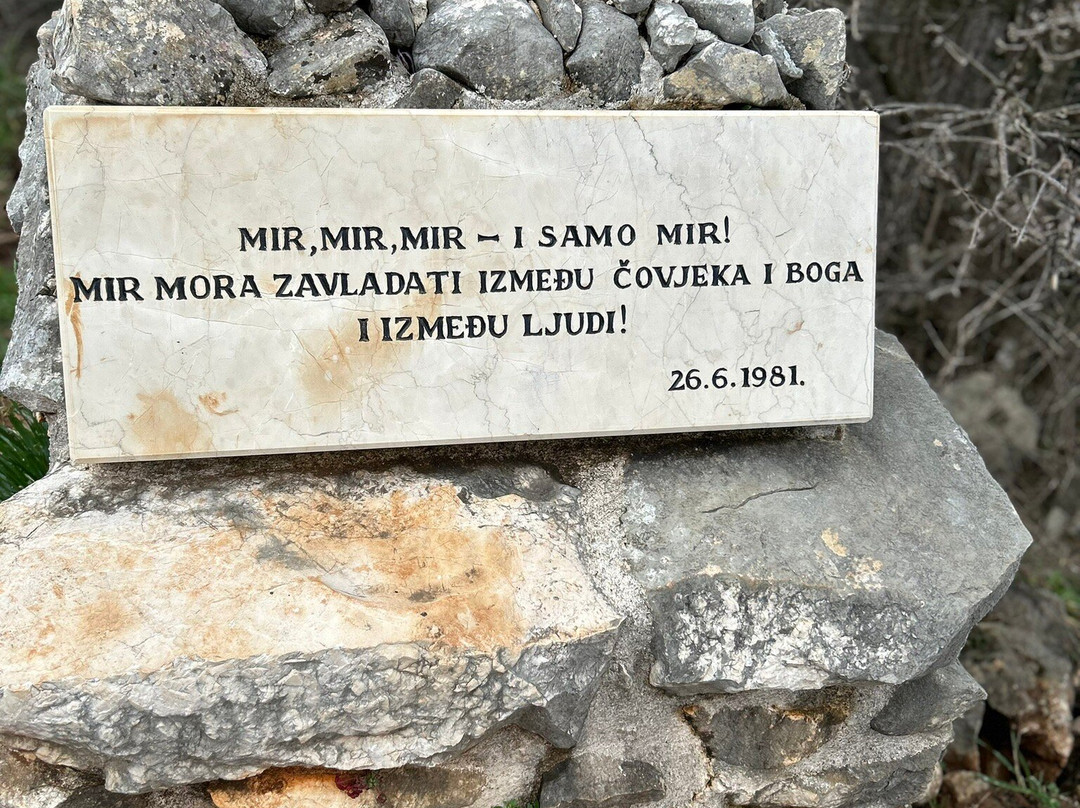 MIR,MIR,MIR – I SAMO MIR!
MIR MORA ZAVLADATI IZMEĐU ČOVJEKA I BOGA
I IZMEĐU LJUDI!
26.6.1981.